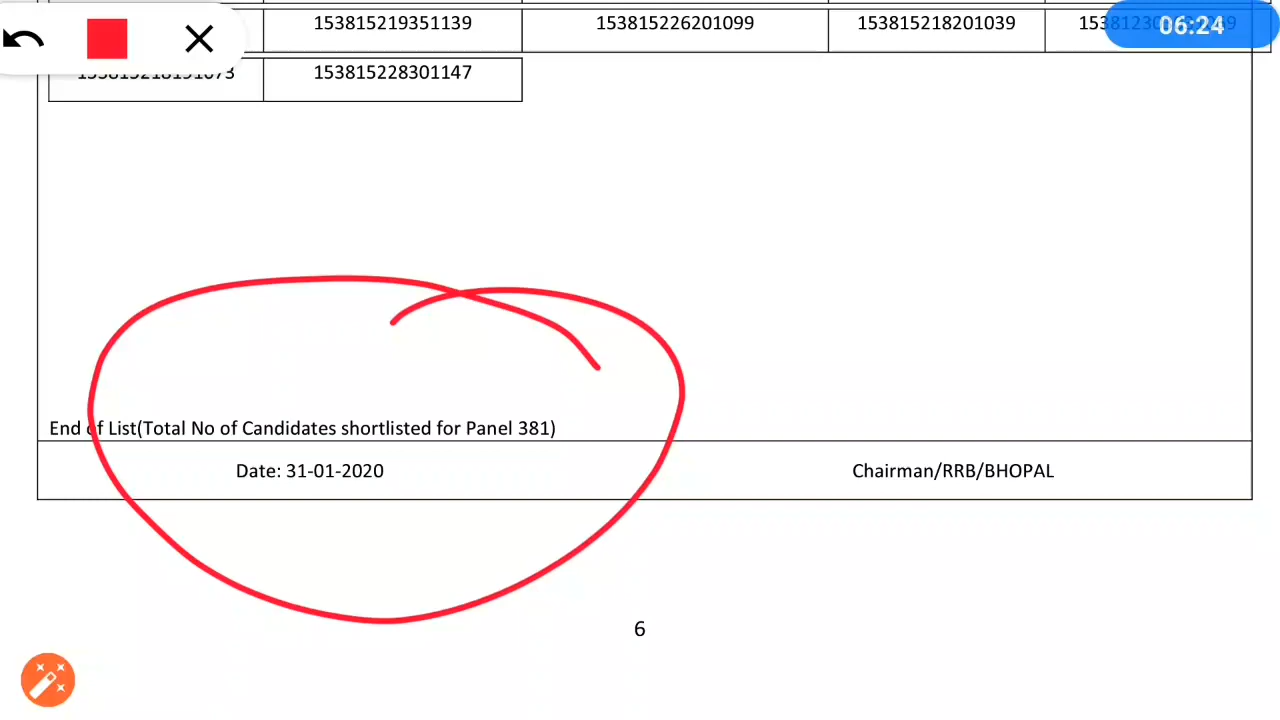 153815219351139 153815226201099 153815218201039
06:24
153815218191073 153815228301147
End of List(Total No of Candidates shortlisted for Panel 381)
Date: 31-01-2020 Chairman/RRB/BHOPAL
6